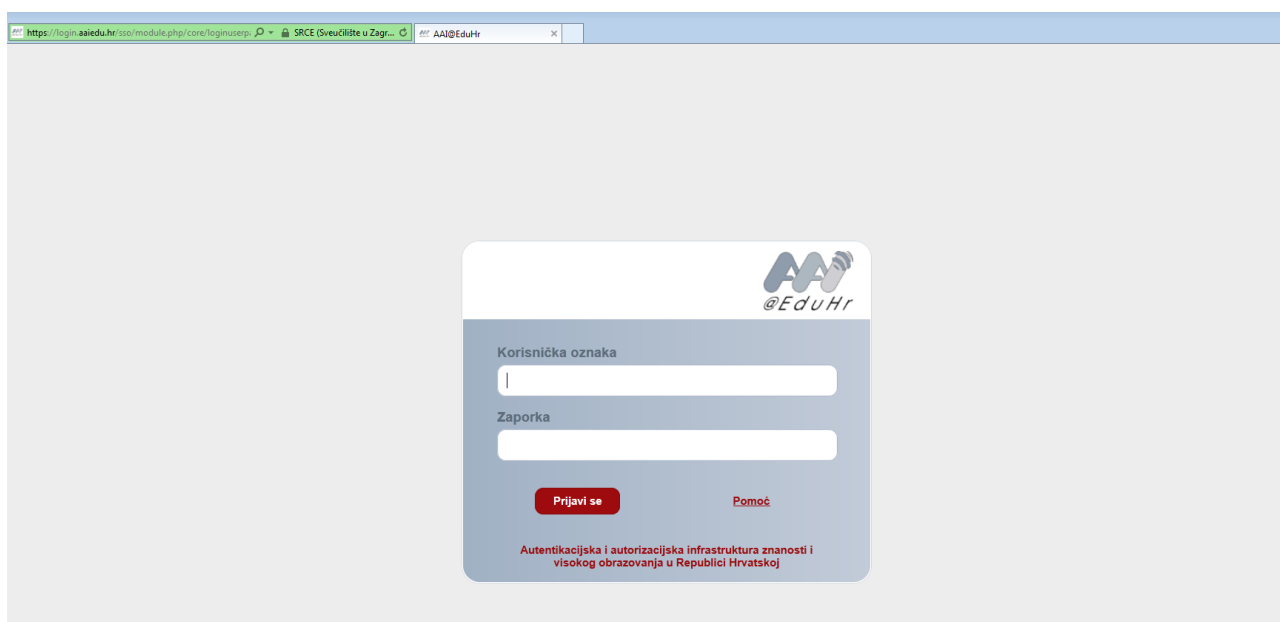 https://login.aaiedu.hr/sso/module.php/core/loginuserp. SRCE (Sveučilište u Zagr... AAI@EduHr
AAI
@EduHr
Korisnička oznaka
Zaporka
Prijavi se Pomoć
Autentikacijska i autorizacijska infrastruktura znanosti i
visokog obrazovanja u Republici Hrvatskoj